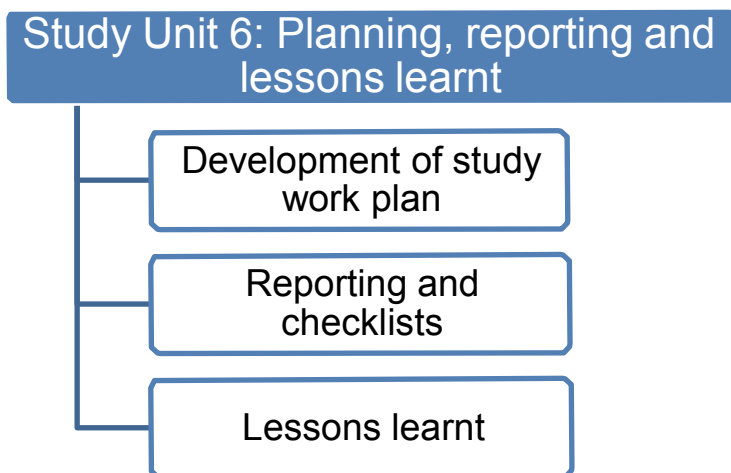 Study Unit 6: Planning, reporting and
lessons learnt
Development of study
work plan
Reporting and
checklists
Lessons learnt